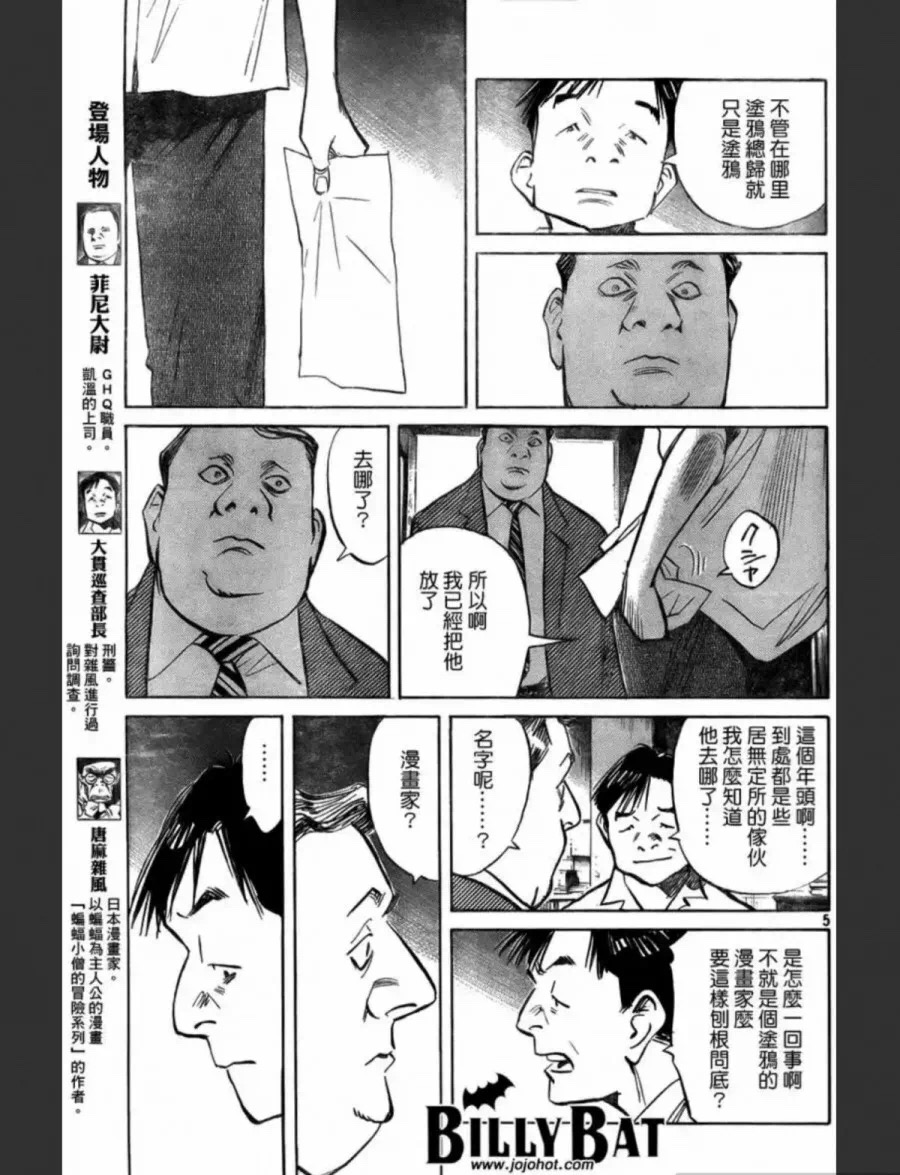 不管在哪里
塗鴉總歸就
只是塗鴉
クシャ
所以啊
我已經把他
放了
去哪了？
這個年頭啊……
到處都是些
居無定所的傢伙
我怎麼知道
他去哪了……
名字呢……？
漫畫家？
……
是怎麼一回事啊
不就是個塗鴉的
漫畫家麼
要這樣刨根問底？
5
登場人物
菲尼大尉
GHQ職員。
凱溫的上司。
大貫巡查部長
刑警。
對雜風進行過
詢問調查。
唐麻雜風
日本漫畫家。
以蝙蝠為主人公的漫畫
「蝙蝠小僧的冒險系列」的作者。
BILLY BAT
www.jojohot.com